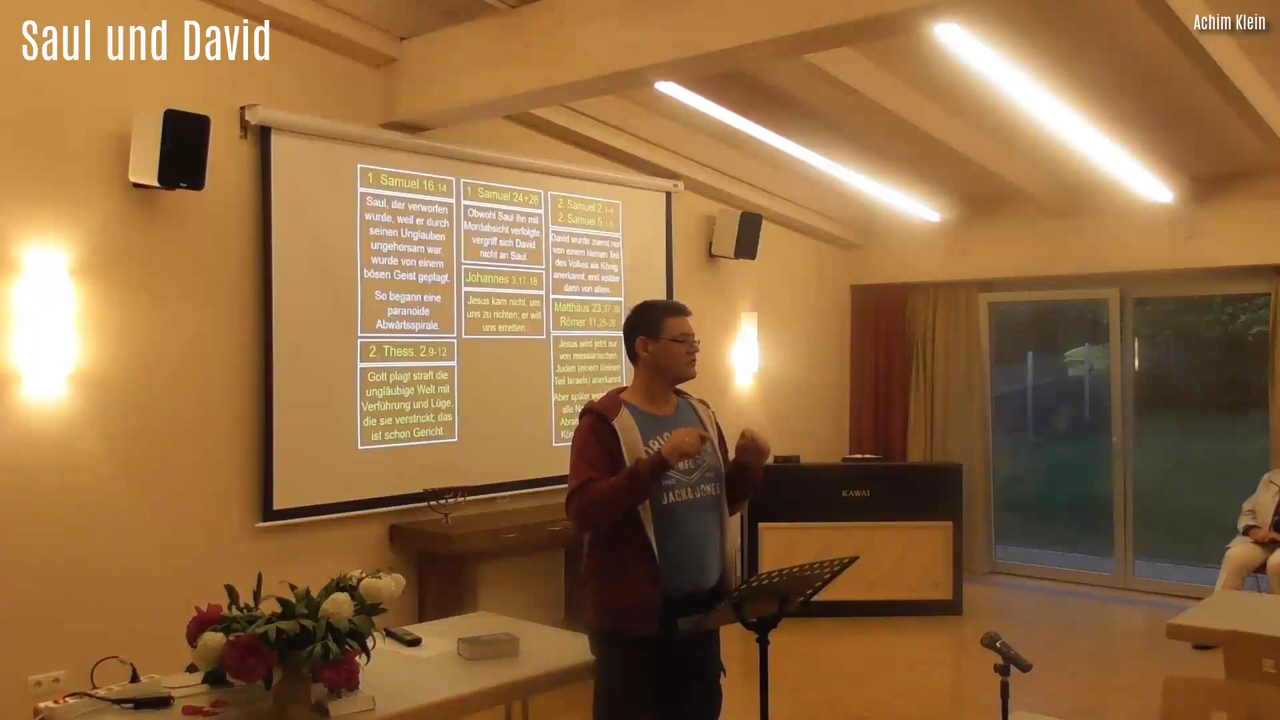 Saul und David
Achim Klein
1. Samuel 16,14
Saul, der verworfen
wurde, weil er durch
seinen Unglauben
ungehorsam war,
wurde von einem
bösen Geist geplagt.
So begann eine
paranoide
Abwärtsspirale.
2. Thess. 2,9-12
Gott plagt straft die
ungläubige Welt mit
Verführung und Lüge,
die sie verstrickt; das
ist schon Gericht.
1. Samuel 24+26
Obwohl Saul ihn mit
Mordabsicht verfolgte,
vergriff sich David
nicht an Saul.
Johannes 3,17.18
Jesus kam nicht, um
uns zu richten; er will
uns erretten.
2. Samuel 2,1-4
2. Samuel 5,1-5
David wurde zuerst nur
von einem kleinen Teil
des Volkes als König
anerkannt, erst später
dann von allen.
Matthäus 23,37-39
Römer 11,25-26
Jesus wird jetzt nur
von messianischen
Juden (einem kleinen
Teil Israels) anerkannt.
Aber später
alle
KAWAI
JACK & JONES